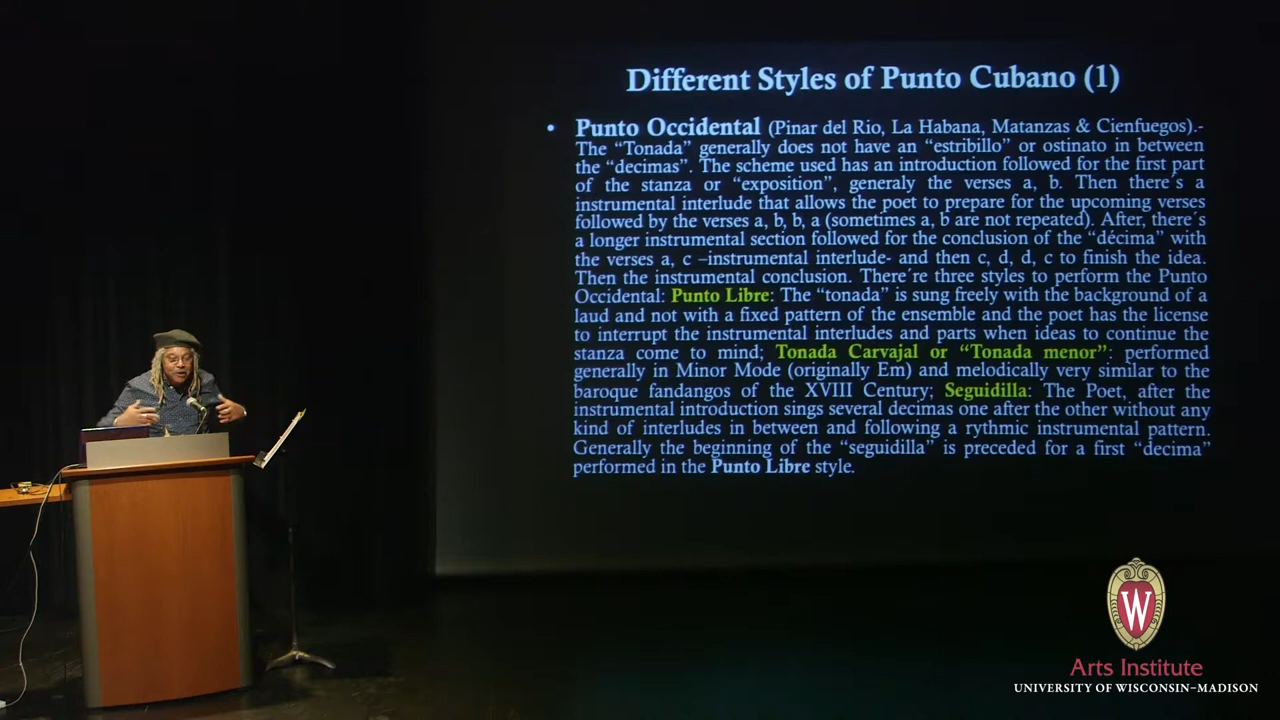 Different Styles of Punto Cubano (1)
• Punto Occidental (Pinar del Rio, La Habana, Matanzas & Cienfuegos).-
The “Tonada” generally does not have an “estribillo” or ostinato in between
the “decimas”. The scheme used has an introduction followed for the first part
of the stanza or “exposition”, generaly the verses a, b. Then there´s a
instrumental interlude that allows the poet to prepare for the upcoming verses
followed by the verses a, b, b, a (sometimes a, b are not repeated). After, there´s
a longer instrumental section followed for the conclusion of the “décima” with
the verses a, c –instrumental interlude- and then c, d, d, c to finish the idea.
Then the instrumental conclusion. There´re three styles to perform the Punto
Occidental: Punto Libre: The “tonada” is sung freely with the background of a
laud and not with a fixed pattern of the ensemble and the poet has the license
to interrupt the instrumental interludes and parts when ideas to continue the
stanza come to mind; Tonada Carvajal or “Tonada menor”: performed
generally in Minor Mode (originally Em) and melodically very similar to the
baroque fandangos of the XVIII Century; Seguidilla: The Poet, after the
instrumental introduction sings several decimas one after the other without any
kind of interludes in between and following a rythmic instrumental pattern.
Generally the beginning of the “seguidilla” is preceded for a first “decima”
performed in the Punto Libre style.
W
Arts Institute
UNIVERSITY OF WISCONSIN–MADISON